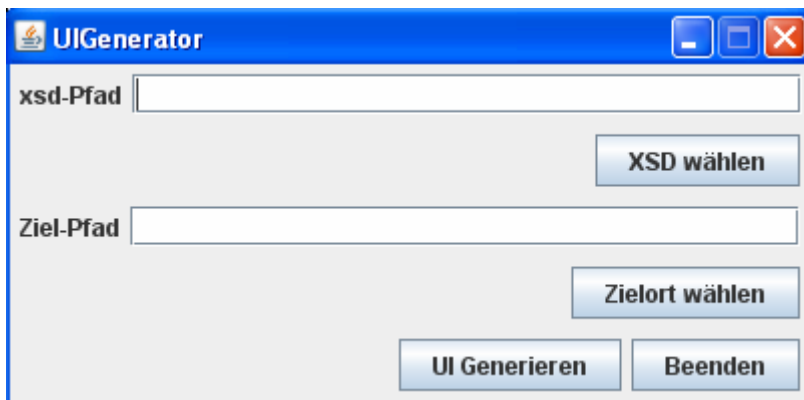 UIGenerator
xsd-Pfad
XSD wählen
Ziel-Pfad
Zielort wählen
UI Generieren Beenden